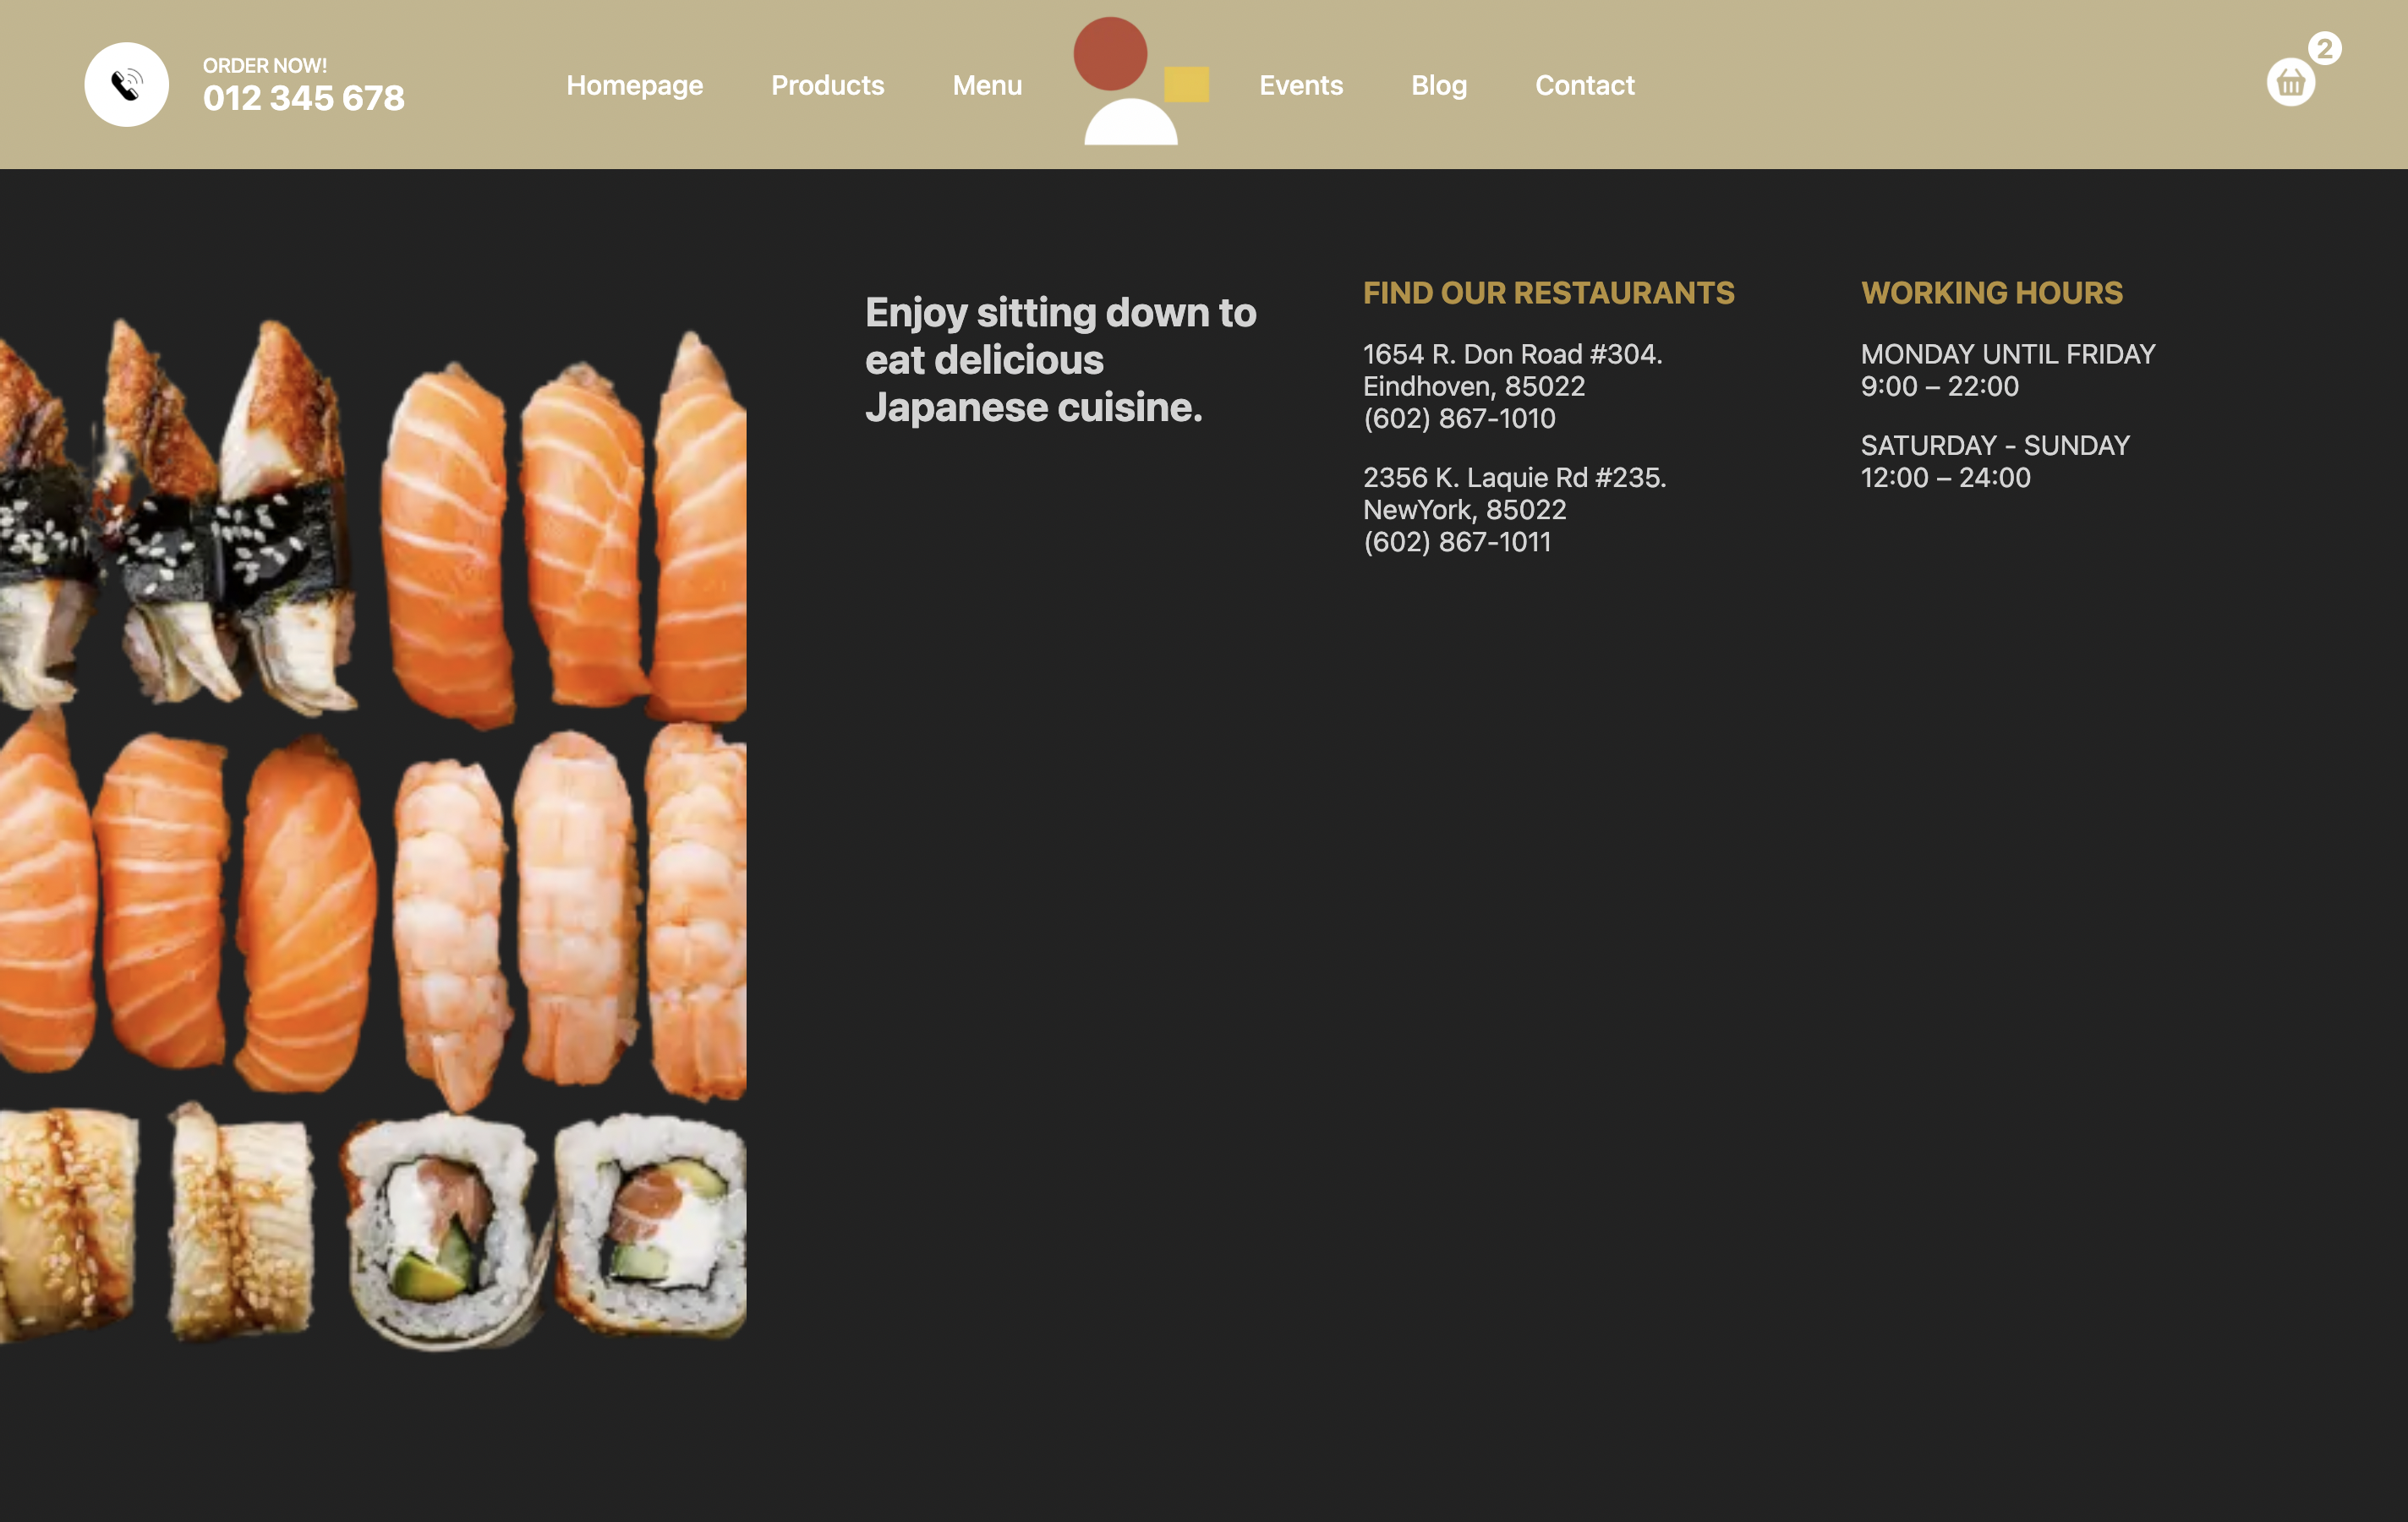 ORDER NOW!
012 345 678
Homepage
Products
Menu
Events
Blog
Contact
2
Enjoy sitting down to
eat delicious
Japanese cuisine.
FIND OUR RESTAURANTS
1654 R. Don Road #304.
Eindhoven, 85022
(602) 867-1010
2356 K. Laquie Rd #235.
NewYork, 85022
(602) 867-1011
WORKING HOURS
MONDAY UNTIL FRIDAY
9:00 – 22:00
SATURDAY - SUNDAY
12:00 – 24:00